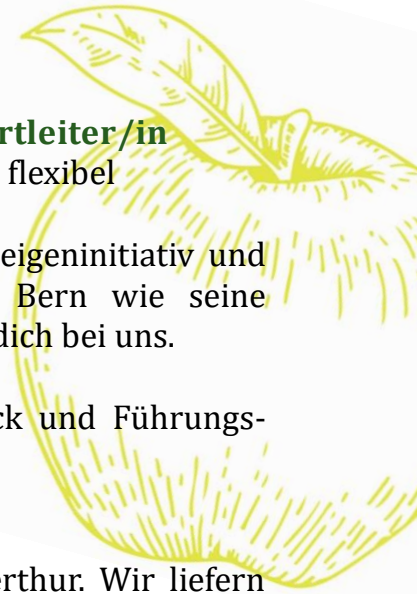 rtleiter/in
flexibel
eigeninitiativ und
Bern wie seine
dich bei uns.
ck und Führungs-
erthur. Wir liefern